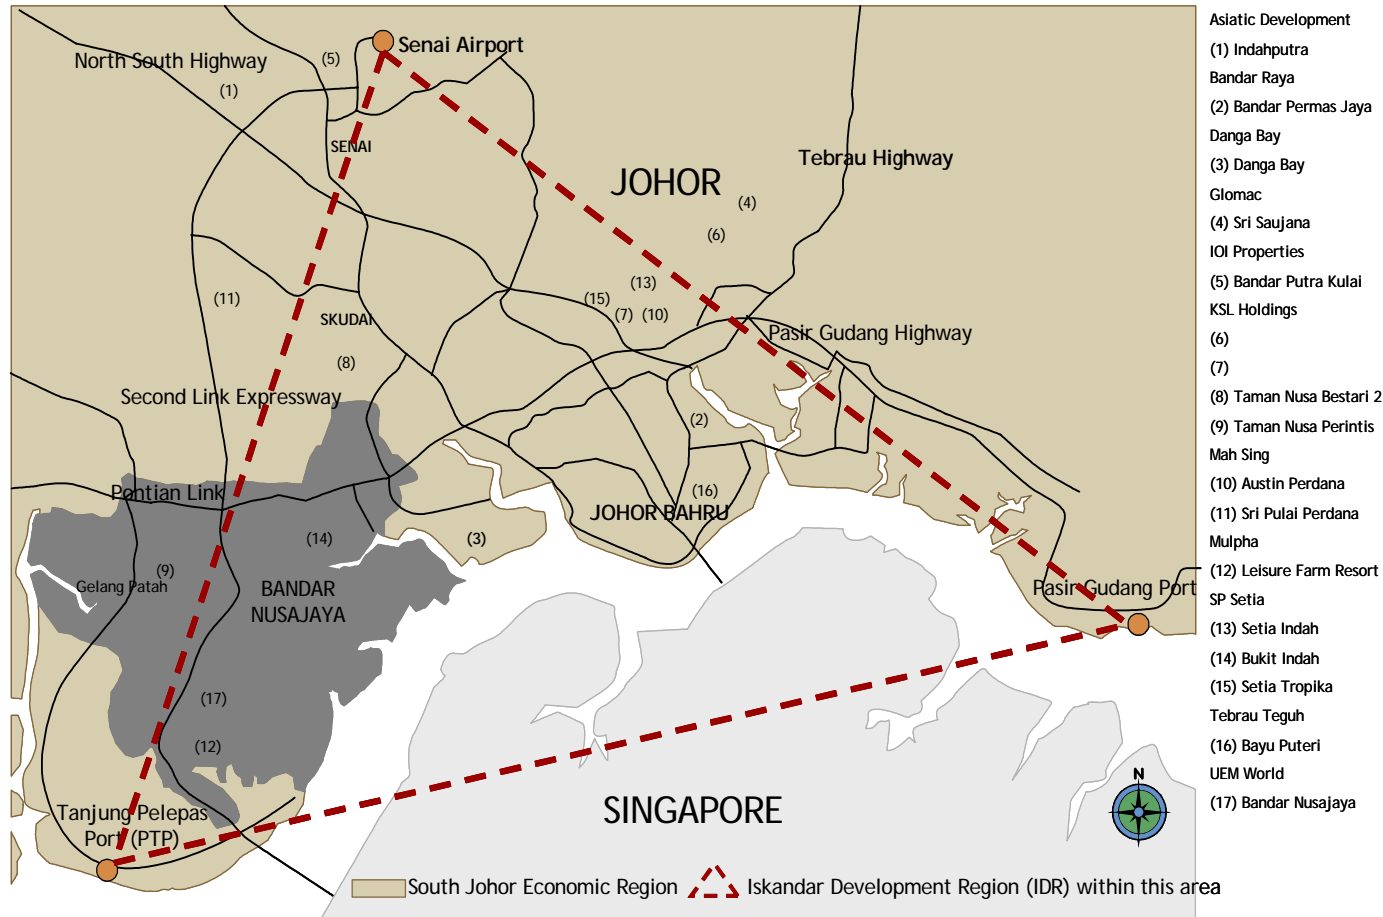 Senai Airport
North South Highway
(5)
(1)
SENAI
Tebrau Highway
JOHOR
(4)
(6)
(13)
(11)
(15)
(7)
(10)
SKUDAI
Pasir Gudang Highway
(8)
Second Link Expressway
(2)
Pontian Link
(16)
JOHOR BAHRU
(14)
(3)
(9)
Gelang Patah
BANDAR
NUSAJAYA
Pasir Gudang Port
(17)
(12)
Tanjung Pelepas
Port (PTP)
SINGAPORE
N
South Johor Economic Region
Iskandar Development Region (IDR) within this area
Asiatic Development
(1) Indahputra
Bandar Raya
(2) Bandar Permas Jaya
Danga Bay
(3) Danga Bay
Glomac
(4) Sri Saujana
IOI Properties
(5) Bandar Putra Kulai
KSL Holdings
(6)
(7)
(8) Taman Nusa Bestari 2
(9) Taman Nusa Perintis
Mah Sing
(10) Austin Perdana
(11) Sri Pulai Perdana
Mulpha
(12) Leisure Farm Resort
SP Setia
(13) Setia Indah
(14) Bukit Indah
(15) Setia Tropika
Tebrau Teguh
(16) Bayu Puteri
UEM World
(17) Bandar Nusajaya